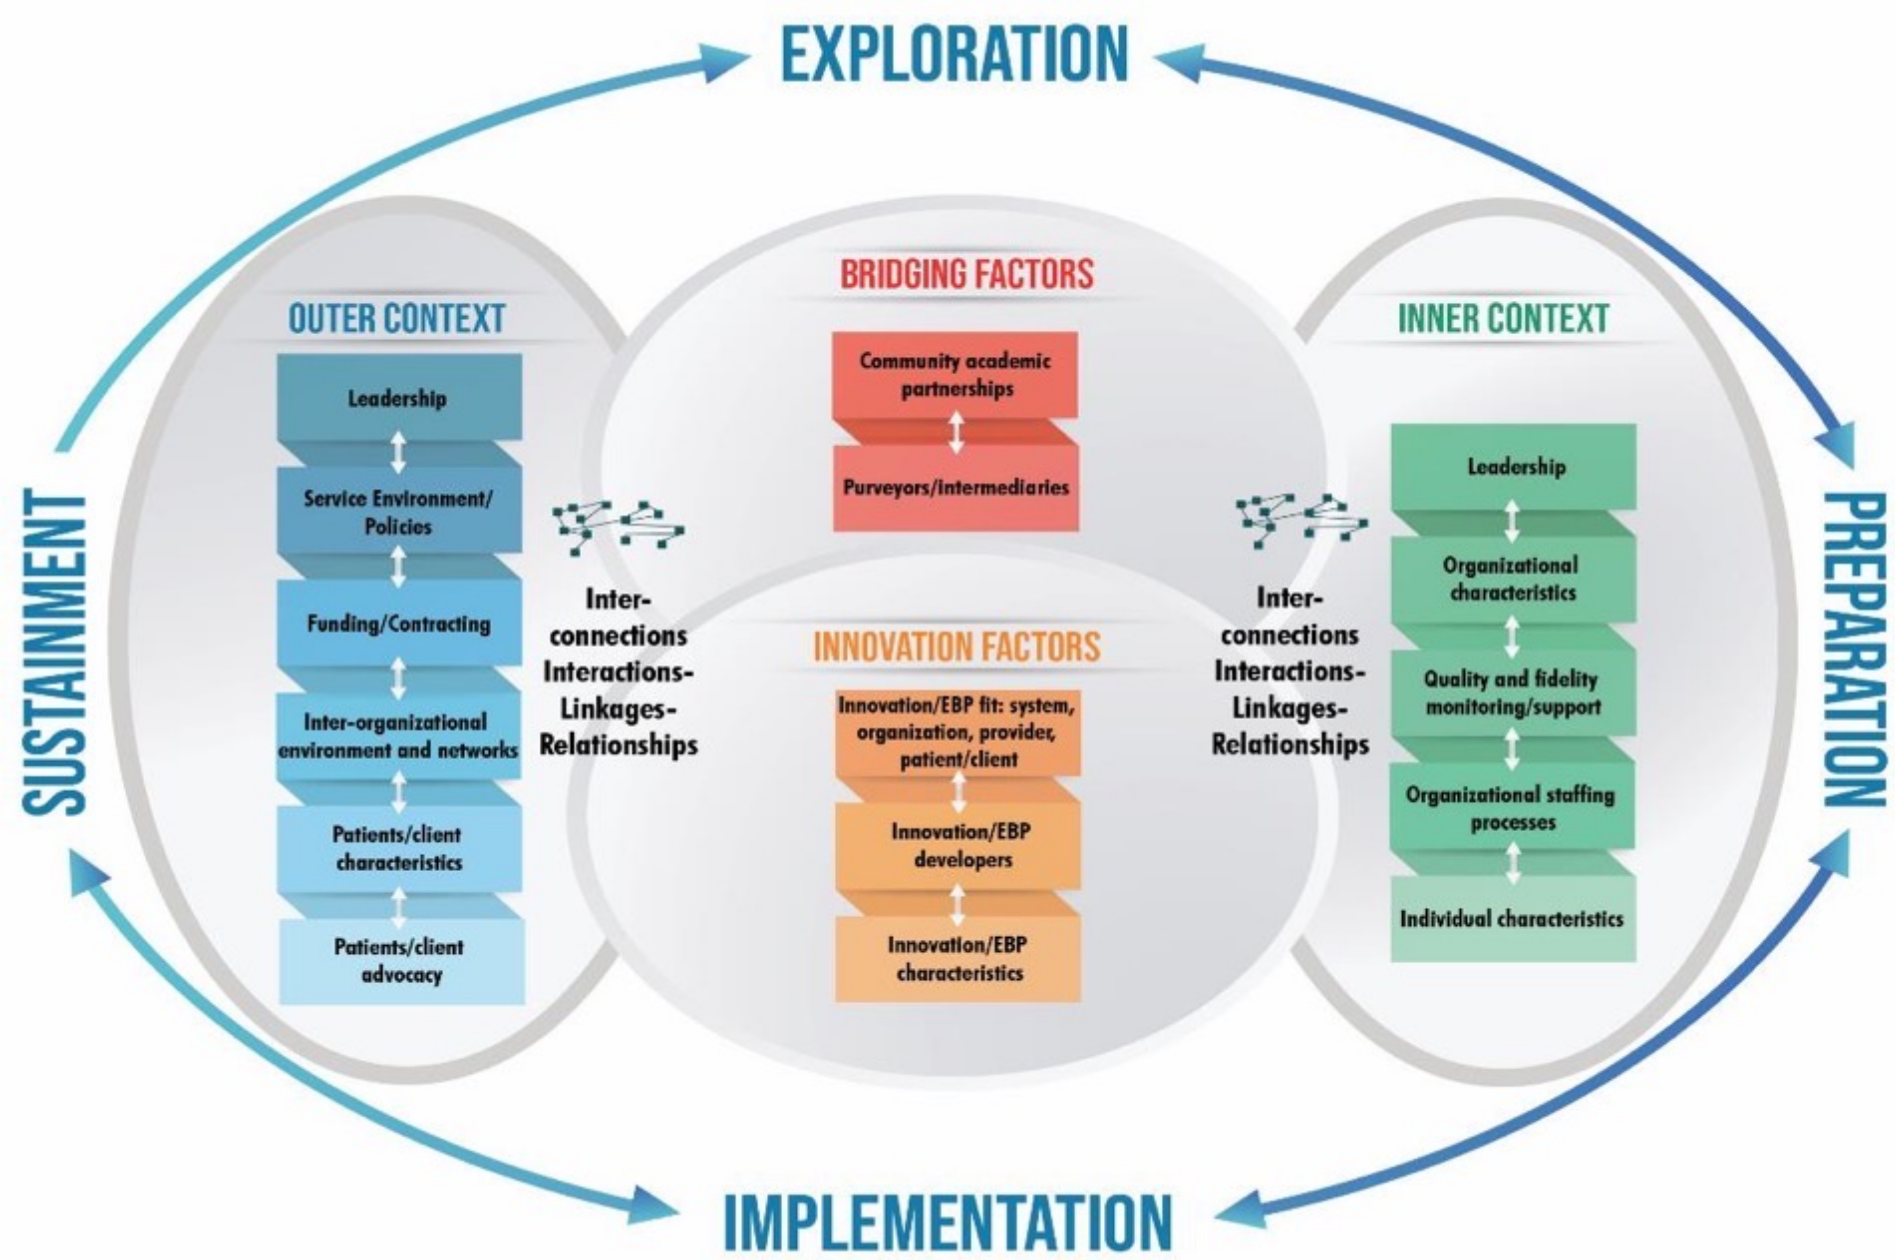 EXPLORATION
SUSTAINMENT
OUTER CONTEXT
Leadership
Service Environment/
Policies
Funding/Contracting
Inter-organizational
environment and networks
Patients/client
characteristics
Patients/client
advocacy
Inter-
connections
Interactions-
Linkages-
Relationships
BRIDGING FACTORS
Community academic
partnerships
Purveyors/intermediaries
INNOVATION FACTORS
Innovation/EBP fit: system,
organization, provider,
patient/client
Innovation/EBP
developers
Innovation/EBP
characteristics
Inter-
connections
Interactions-
Linkages-
Relationships
INNER CONTEXT
Leadership
Organizational
characteristics
Quality and fidelity
monitoring/support
Organizational staffing
processes
Individual characteristics
PREPARATION
IMPLEMENTATION